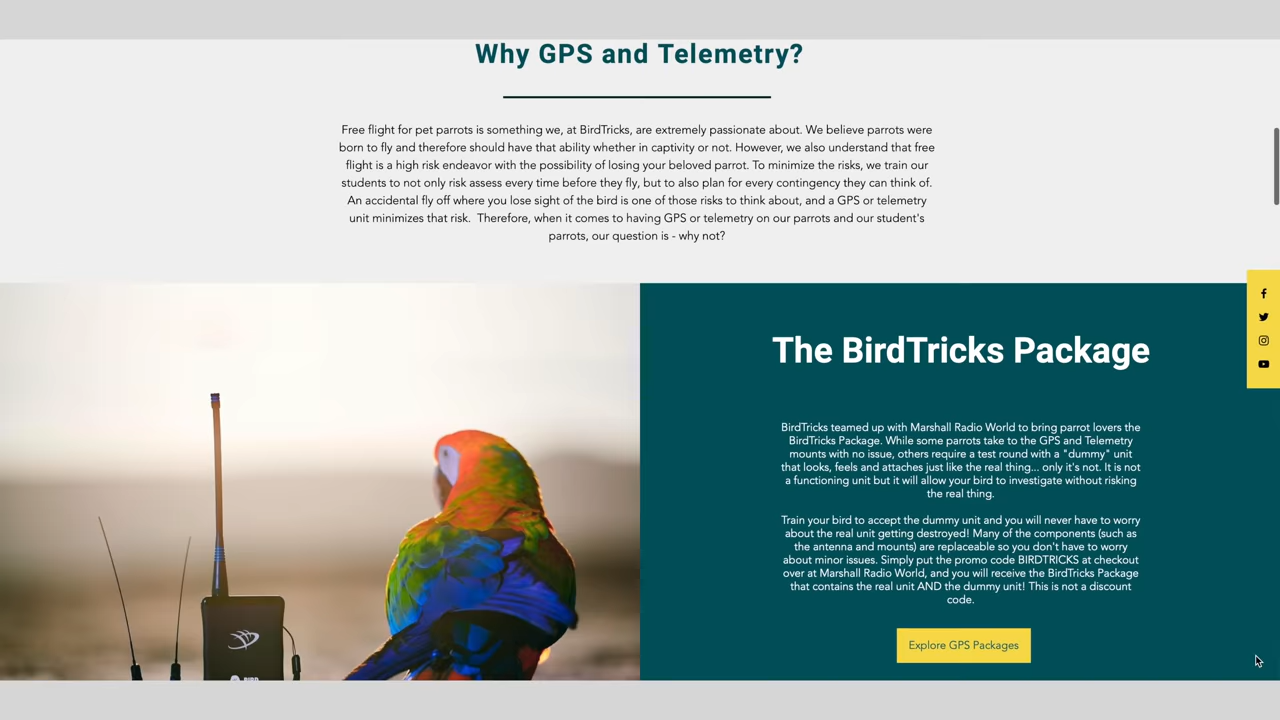 Why GPS and Telemetry?
Free flight for pet parrots is something we, at BirdTricks, are extremely passionate about. We believe parrots were
born to fly and therefore should have that ability whether in captivity or not. However, we also understand that free
flight is a high risk endeavor with the possibility of losing your beloved parrot. To minimize the risks, we train our
students to not only risk assess every time before they fly, but to also plan for every contingency they can think of.
An accidental fly off where you lose sight of the bird is one of those risks to think about, and a GPS or telemetry
unit minimizes that risk.  Therefore, when it comes to having GPS or telemetry on our parrots and our student's
parrots, our question is - why not?
The BirdTricks Package
BirdTricks teamed up with Marshall Radio World to bring parrot lovers the
BirdTricks Package. While some parrots take to the GPS and Telemetry
mounts with no issue, others require a test round with a "dummy" unit
that looks, feels and attaches just like the real thing... only it's not. It is not
a functioning unit but it will allow your bird to investigate without risking
the real thing.
Train your bird to accept the dummy unit and you will never have to worry
about the real unit getting destroyed! Many of the components (such as
the antenna and mounts) are replaceable so you don't have to worry
about minor issues. Simply put the promo code BIRDTRICKS at checkout
over at Marshall Radio World, and you will receive the BirdTricks Package
that contains the real unit AND the dummy unit! This is not a discount
code.
Explore GPS Packages